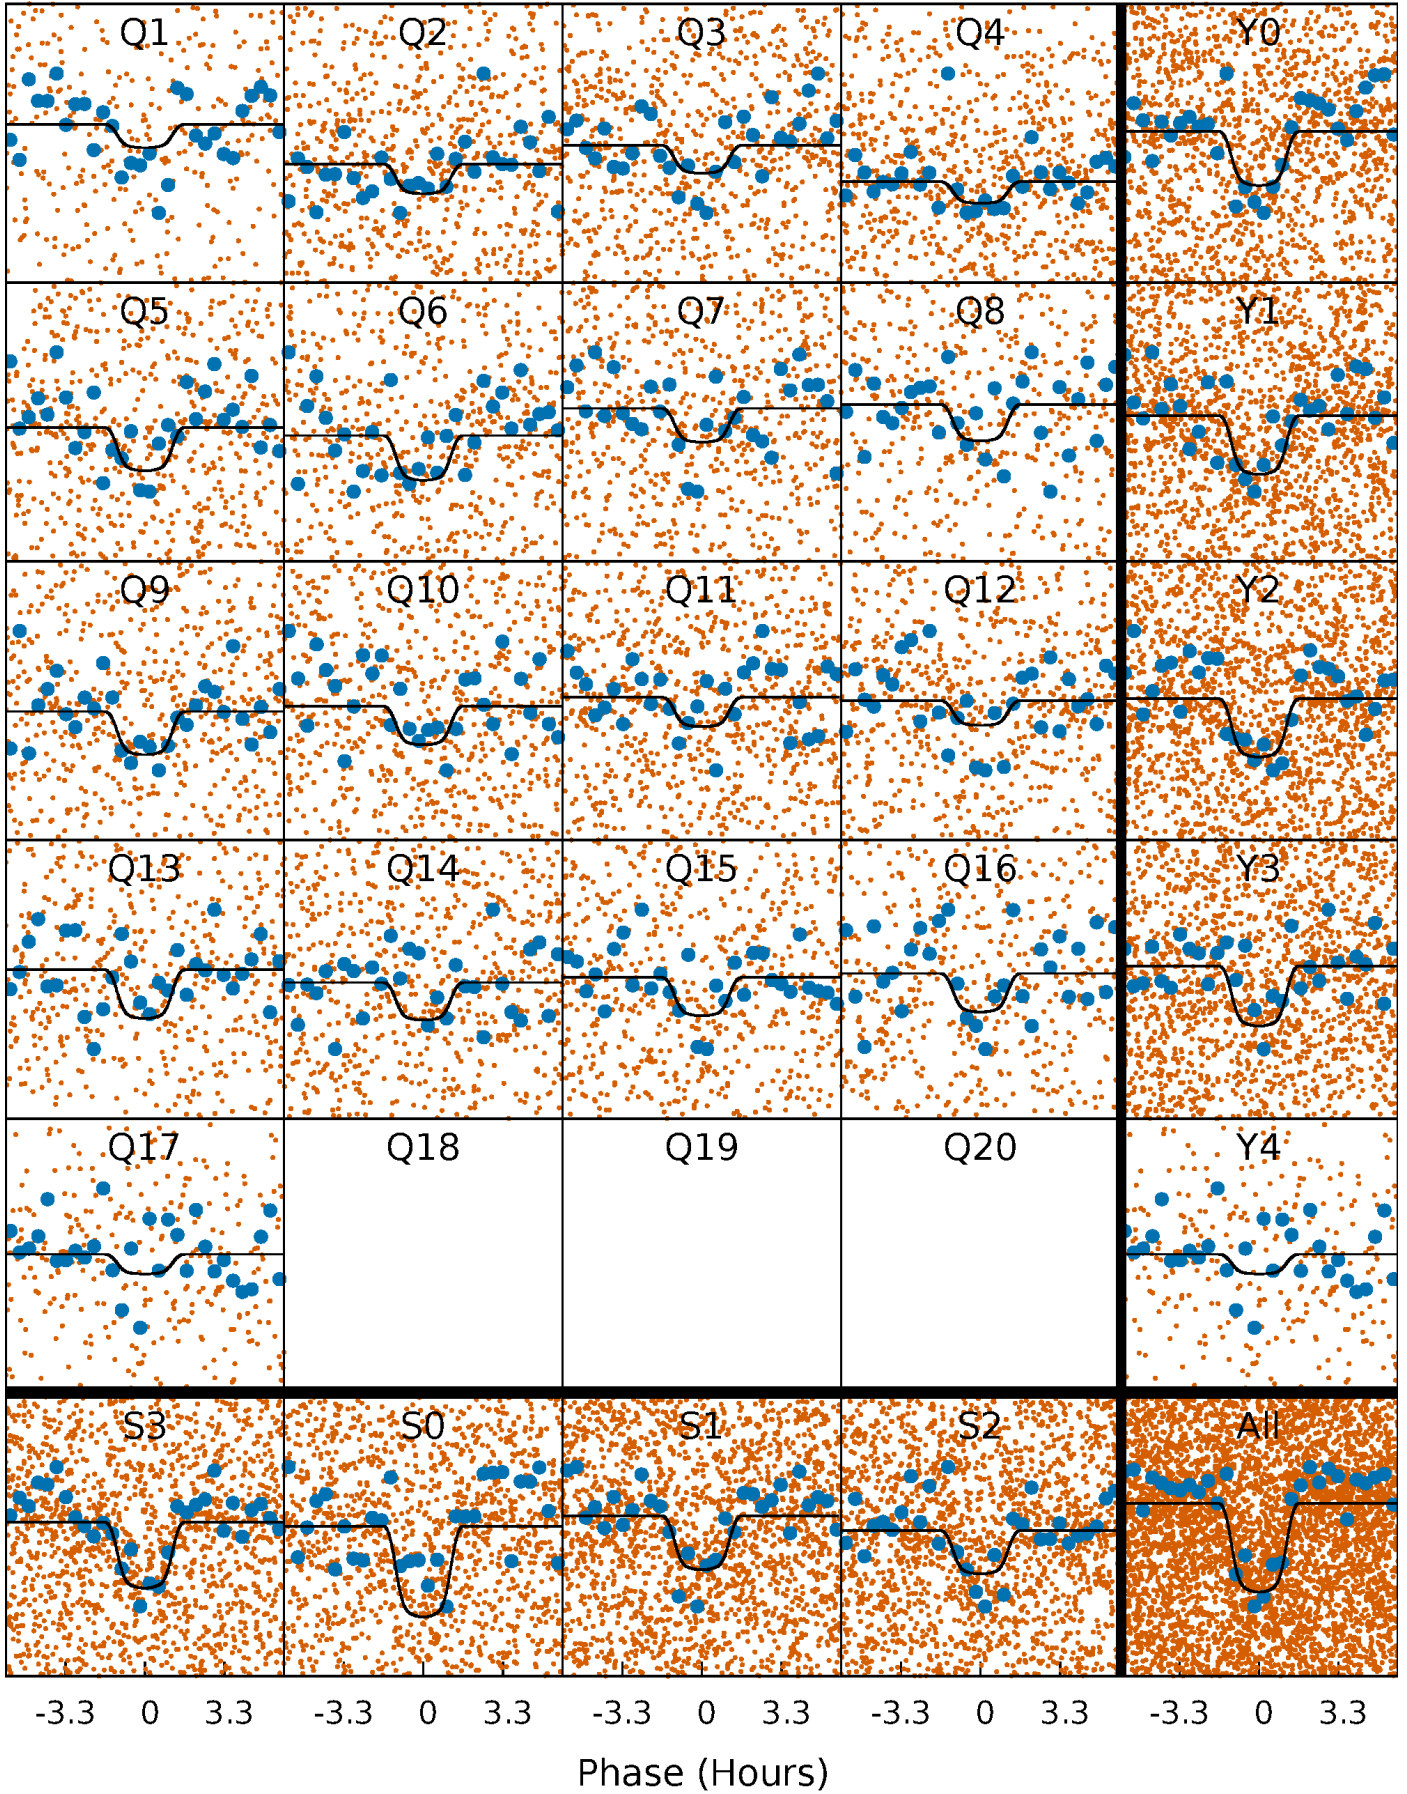 Q1 Q2 Q3 Q4 Y0
Q5 Q6 Q7 Q8 Y1
Q9 Q10 Q11 Q12 Y2
Q13 Q14 Q15 Q16 Y3
Q17 Q18 Q19 Q20 Y4
S3 S0 S1 S2 All
-3.3 0 3.3 -3.3 0 3.3 -3.3 0 3.3 -3.3 0 3.3 -3.3 0 3.3
Phase (Hours)